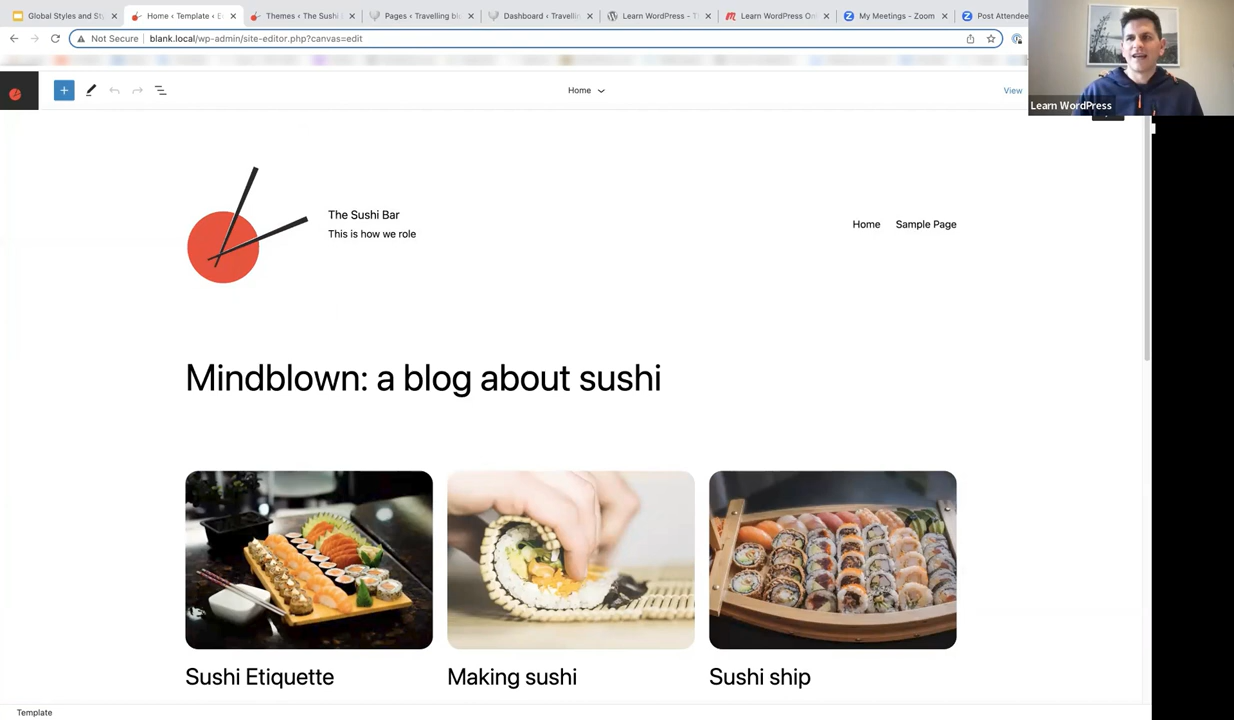 Global Styles and St
Home ‹ Template ‹ E
Themes ‹ The Sushi
Pages ‹ Travelling bl
Dashboard ‹ Travellin
Learn WordPress – T
Learn WordPress On
My Meetings - Zoom
Post Attendee
Not Secure
blank.local/wp-admin/site-editor.php?canvas=edit
Learn WordPress
Home
View
The Sushi Bar
This is how we role
Home
Sample Page
Mindblown: a blog about sushi
Sushi Etiquette
Making sushi
Sushi ship
Template